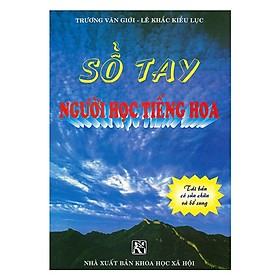 TRƯƠNG VĂN GIỚI - LÊ KHẮC KIỀU LỤC
SỔ TAY
NGƯỜI HỌC TIẾNG HOA
Tái bản
có sửa chữa
và bổ sung
NHÀ XUẤT BẢN KHOA HỌC XÃ HỘI